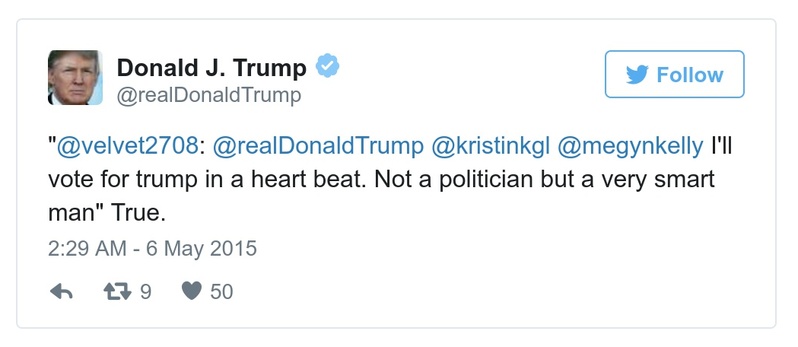 Donald J. Trump
@realDonaldTrump
Follow
"@velvet2708: @realDonaldTrump @kristinkgl @megynkelly I'll
vote for trump in a heart beat. Not a politician but a very smart
man" True.
2:29 AM - 6 May 2015
9 50